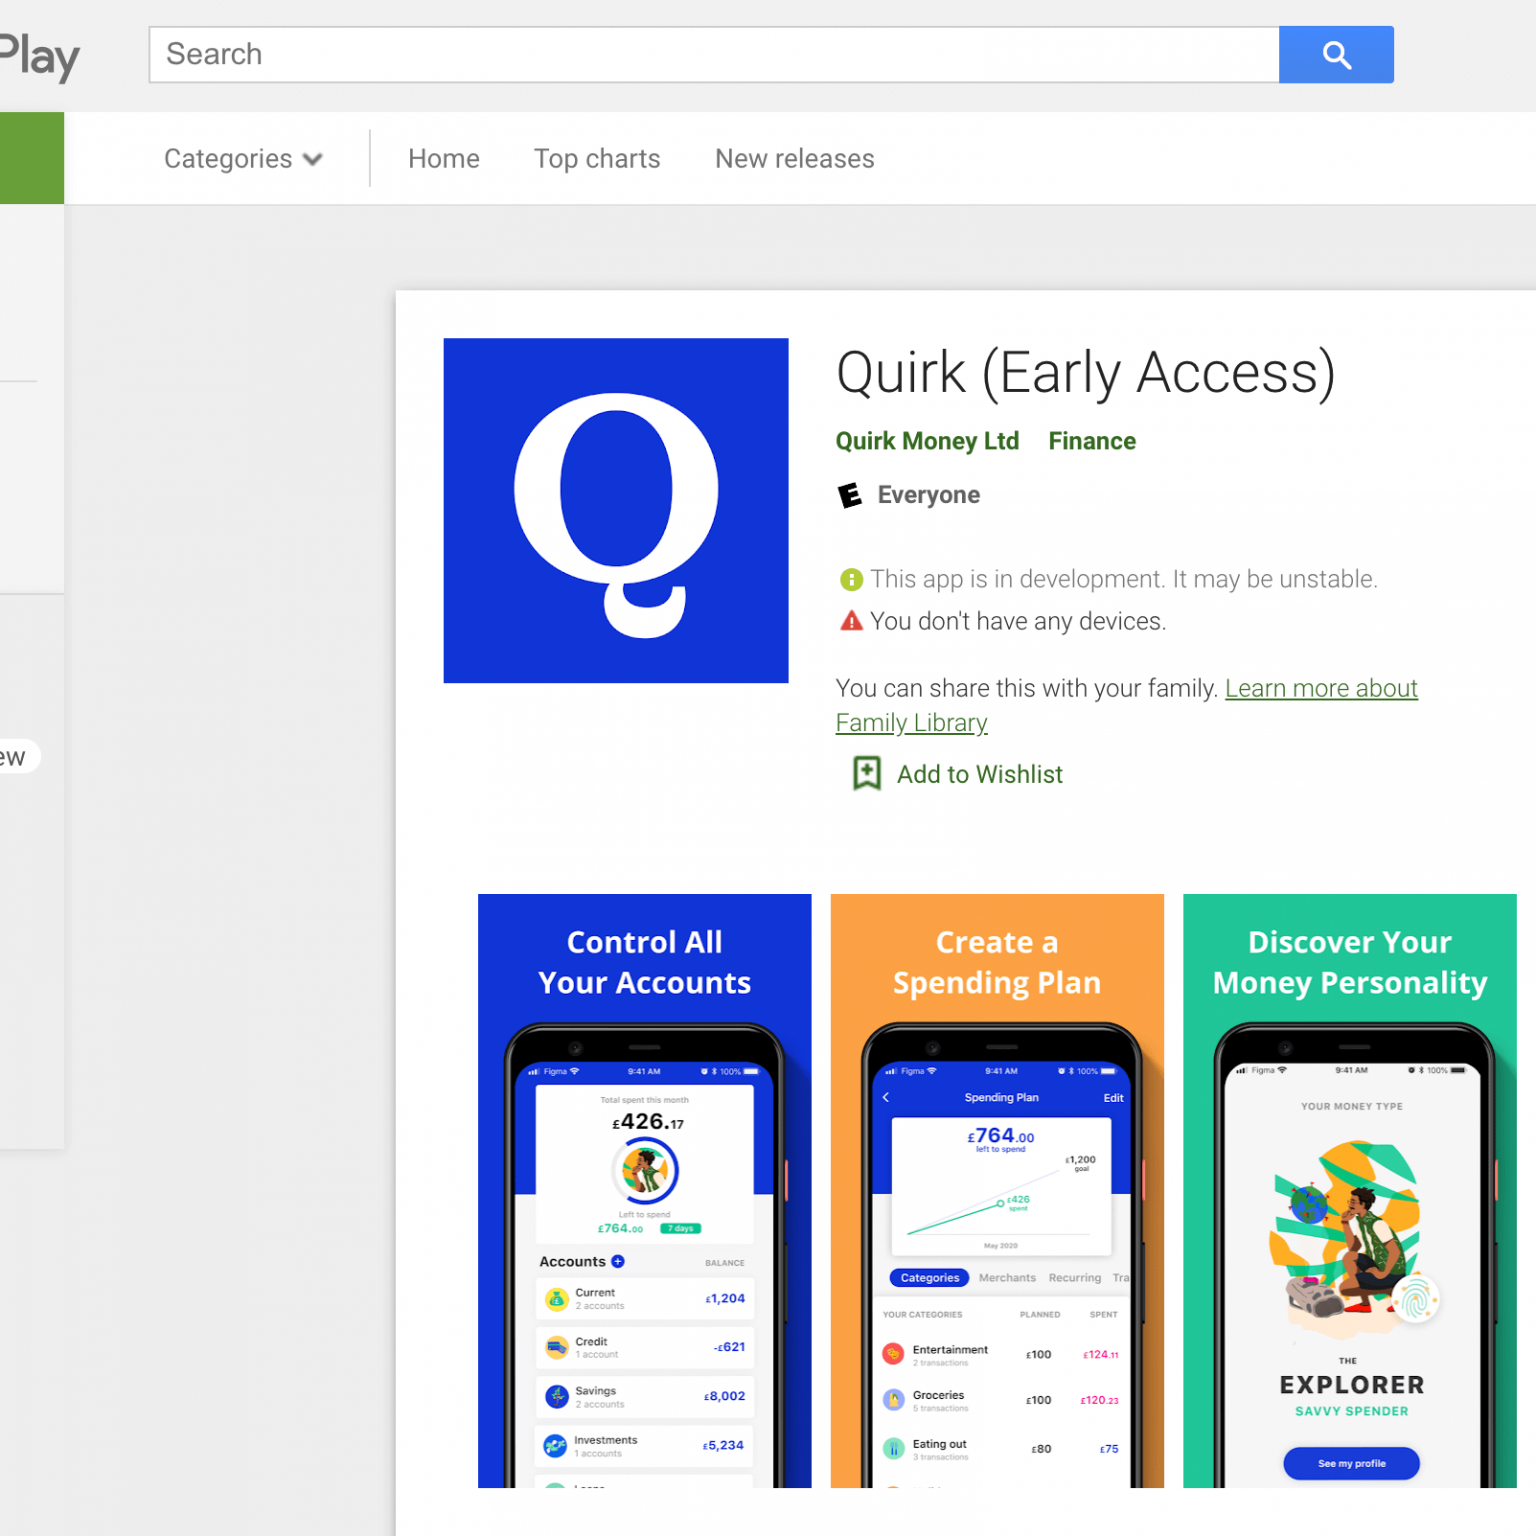 Play
Search
Categories
Home
Top charts
New releases
ew
Q
Quirk (Early Access)
Quirk Money Ltd Finance
E Everyone
This app is in development. It may be unstable.
You don't have any devices.
You can share this with your family. Learn more about
Family Library
Add to Wishlist
Control All
Your Accounts
Figma 9:41 AM 100%
Total spent this month
£426.17
Left to spend
£764.00 7 days
Accounts + BALANCE
Current
2 accounts
£1,204
Credit
1 account
-£621
Savings
2 accounts
£8,002
Investments
1 accounts
£5,234
Create a
Spending Plan
Figma 9:41 AM 100%
Spending Plan Edit
£764.00
left to spend
£1,200
goal
£426
spent
May 2020
Categories Merchants Recurring Tra
YOUR CATEGORIES PLANNED SPENT
Entertainment
2 transactions
£100 £124.11
Groceries
5 transactions
£100 £120.23
Eating out
3 transactions
£80 £75
Discover Your
Money Personality
Figma 9:41 AM 100%
YOUR MONEY TYPE
THE
EXPLORER
SAVVY SPENDER
See my profile